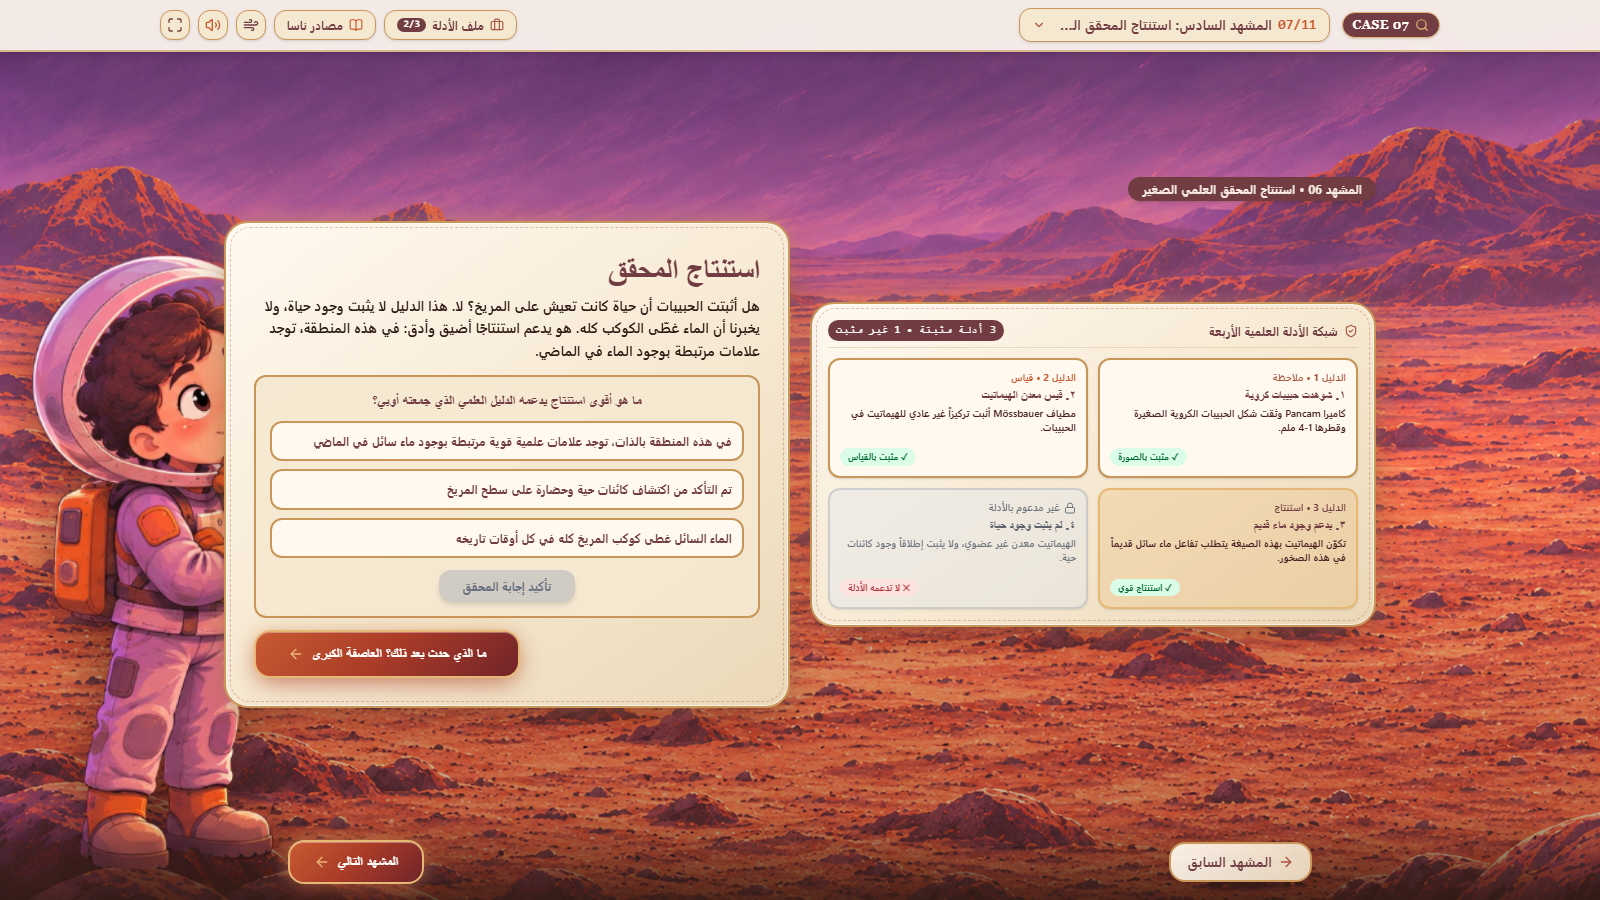 CASE 07
07/11 المشهد السادس: استنتاج المحقق الـ...
ملف الأدلة 2/3
مصادر ناسا
المشهد 06 • استنتاج المحقق العلمي الصغير
شبكة الأدلة العلمية الأربعة
3 أدلة مثبتة • 1 غير مثبت
الدليل 1 • ملاحظة
١. شوهدت حبيبات كروية
كاميرا Pancam وثقت شكل الحبيبات الكروية الصغيرة
وقطرها 1-4 ملم.
✓ مثبت بالصورة
الدليل 2 • قياس
٢. قيس معدن الهيماتيت
مطياف Mössbauer أثبت تركيزاً غير عادي للهيماتيت في
الحبيبات.
✓ مثبت بالقياس
الدليل 3 • استنتاج
٣. يدعم وجود ماء قديم
تكوّن الهيماتيت بهذه الصيغة يتطلب تفاعل ماء سائل قديماً
في هذه الصخور.
✓ استنتاج قوي
غير مدعوم بالأدلة
٤. لم يثبت وجود حياة
الهيماتيت معدن غير عضوي، ولا يثبت إطلاقاً وجود كائنات
حية.
✕ لا تدعمه الأدلة
استنتاج المحقق
هل أثبتت الحبيبات أن حياة كانت تعيش على المريخ؟ لا. هذا الدليل لا يثبت وجود حياة، ولا
يخبرنا أن الماء غطّى الكوكب كله. هو يدعم استنتاجًا أضيق وأدق: في هذه المنطقة، توجد
علامات مرتبطة بوجود الماء في الماضي.
ما هو أقوى استنتاج يدعمه الدليل العلمي الذي جمعته أوبي؟
في هذه المنطقة بالذات، توجد علامات علمية قوية مرتبطة بوجود ماء سائل في الماضي
تم التأكد من اكتشاف كائنات حية وحضارة على سطح المريخ
الماء السائل غطى كوكب المريخ كله في كل أوقات تاريخه
تأكيد إجابة المحقق
ما الذي حدث بعد ذلك؟ العاصفة الكبرى
المشهد السابق
المشهد التالي